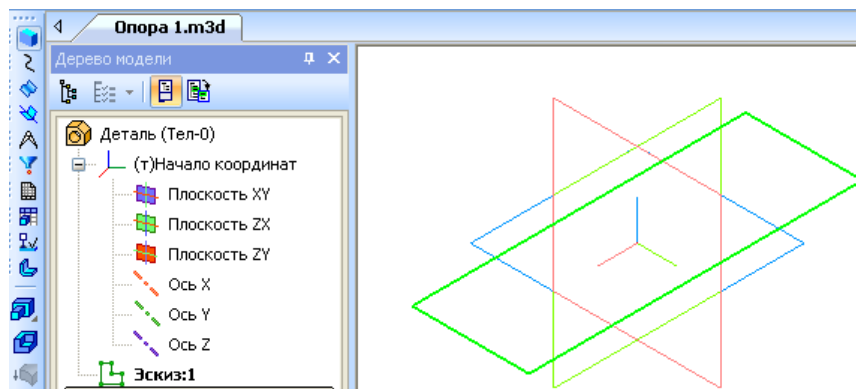 Опора 1.m3d
Дерево модели
Деталь (Тел-0)
(т)Начало координат
Плоскость XY
Плоскость ZX
Плоскость ZY
Ось X
Ось Y
Ось Z
Эскиз:1